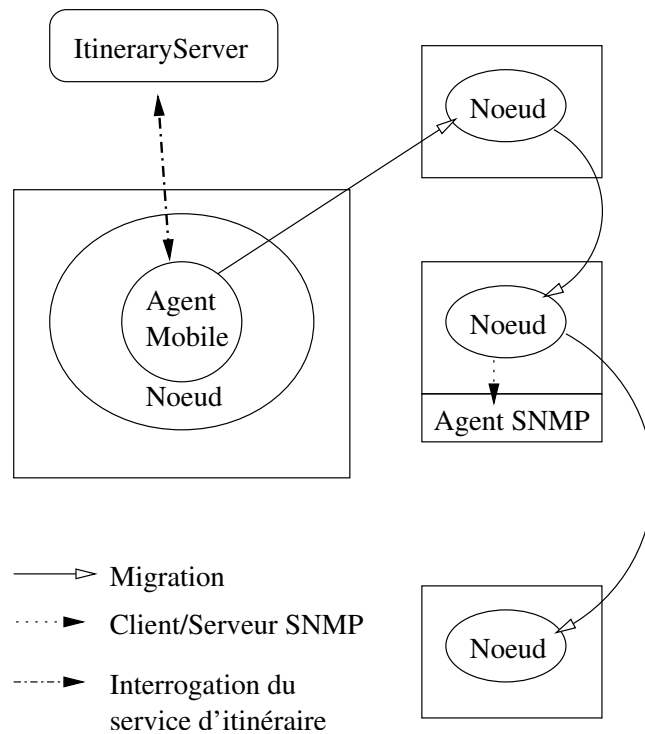 ItineraryServer
Noeud
Agent
Mobile
Noeud
Noeud
Agent SNMP
Migration
Client/Serveur SNMP
Noeud
Interrogation du
service d'itinéraire